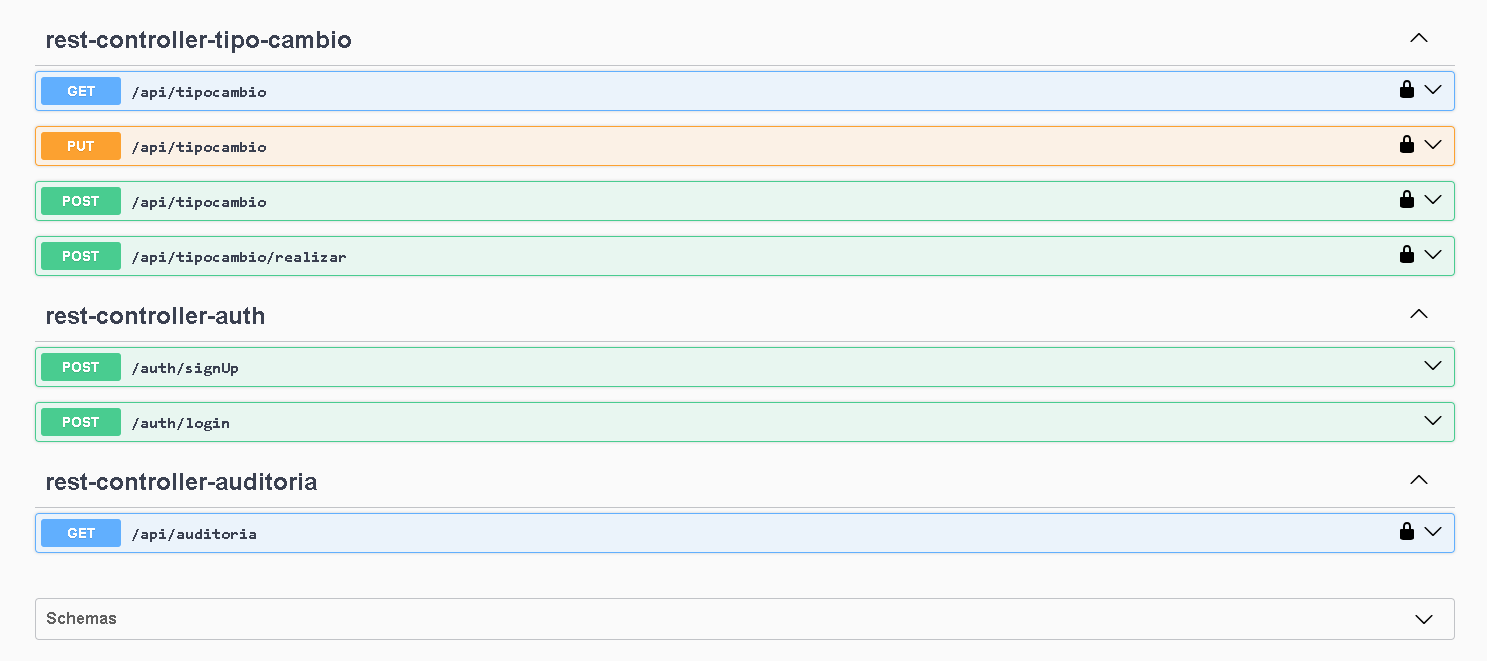 rest-controller-tipo-cambio
GET /api/tipocambio
PUT /api/tipocambio
POST /api/tipocambio
POST /api/tipocambio/realizar
rest-controller-auth
POST /auth/signUp
POST /auth/login
rest-controller-auditoria
GET /api/auditoria
Schemas